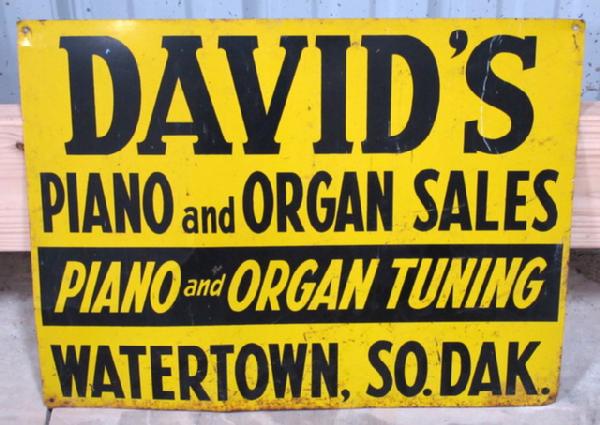 DAVID'S
PIANO and ORGAN SALES
PIANO and ORGAN TUNING
WATERTOWN, SO. DAK.